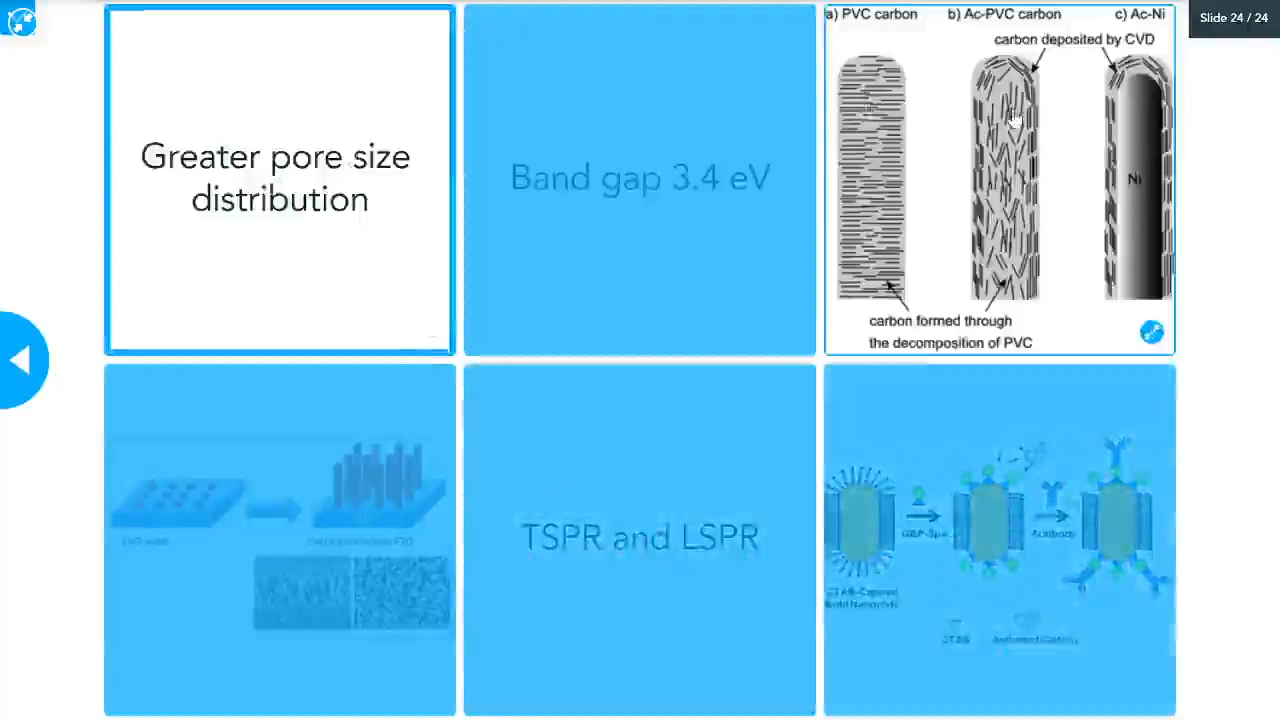 Slide 24 / 24
Greater pore size
distribution
Band gap 3.4 eV
a) PVC carbon b) Ac-PVC carbon c) Ac-Ni
carbon deposited by CVD
Ni
carbon formed through
the decomposition of PVC
TSPR and LSPR
Antibody